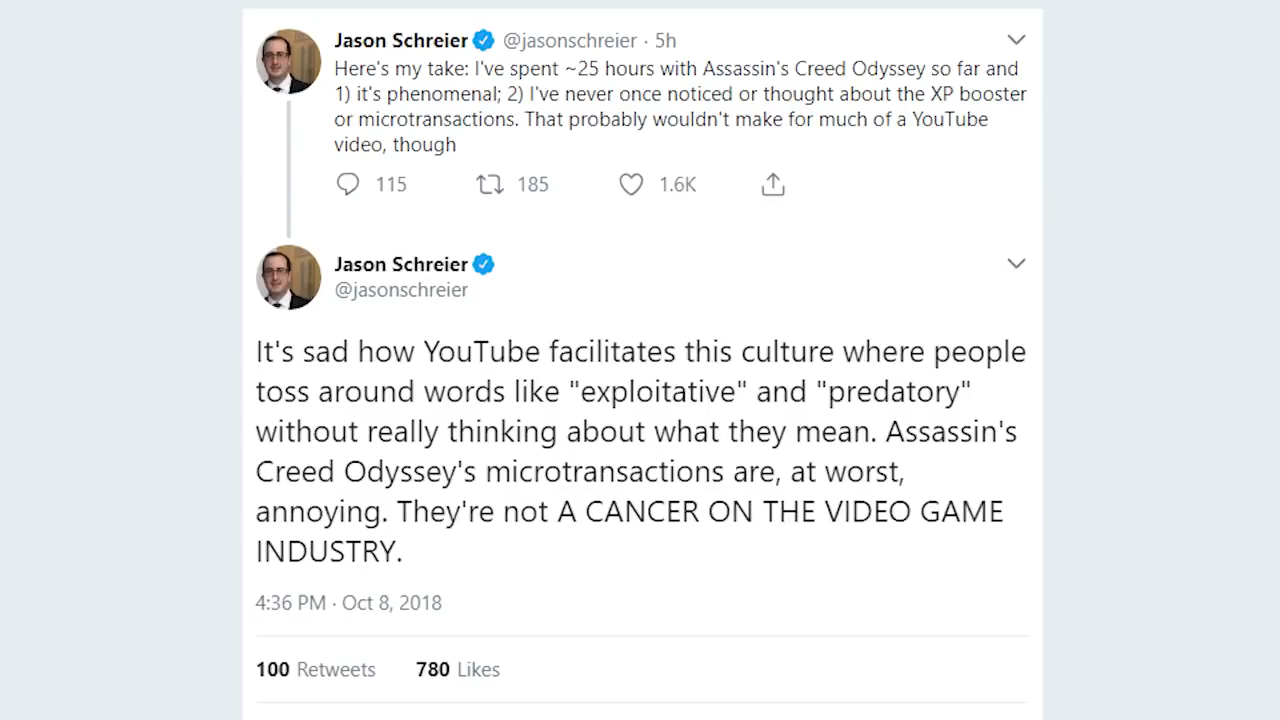 Jason Schreier @jasonschreier · 5h
Here's my take: I've spent ~25 hours with Assassin's Creed Odyssey so far and
1) it's phenomenal; 2) I've never once noticed or thought about the XP booster
or microtransactions. That probably wouldn't make for much of a YouTube
video, though
115 185 1.6K
Jason Schreier
@jasonschreier
It's sad how YouTube facilitates this culture where people
toss around words like "exploitative" and "predatory"
without really thinking about what they mean. Assassin's
Creed Odyssey's microtransactions are, at worst,
annoying. They're not A CANCER ON THE VIDEO GAME
INDUSTRY.
4:36 PM · Oct 8, 2018
100 Retweets 780 Likes